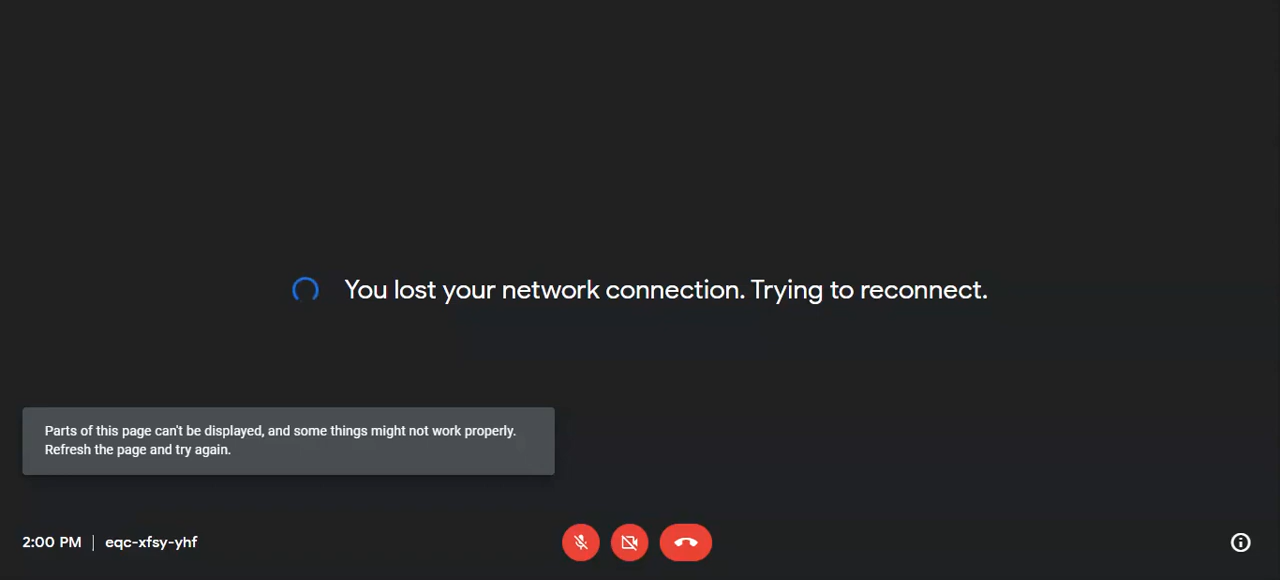 You lost your network connection. Trying to reconnect.
Parts of this page can't be displayed, and some things might not work properly.
Refresh the page and try again.
2:00 PM | eqc-xfsy-yhf